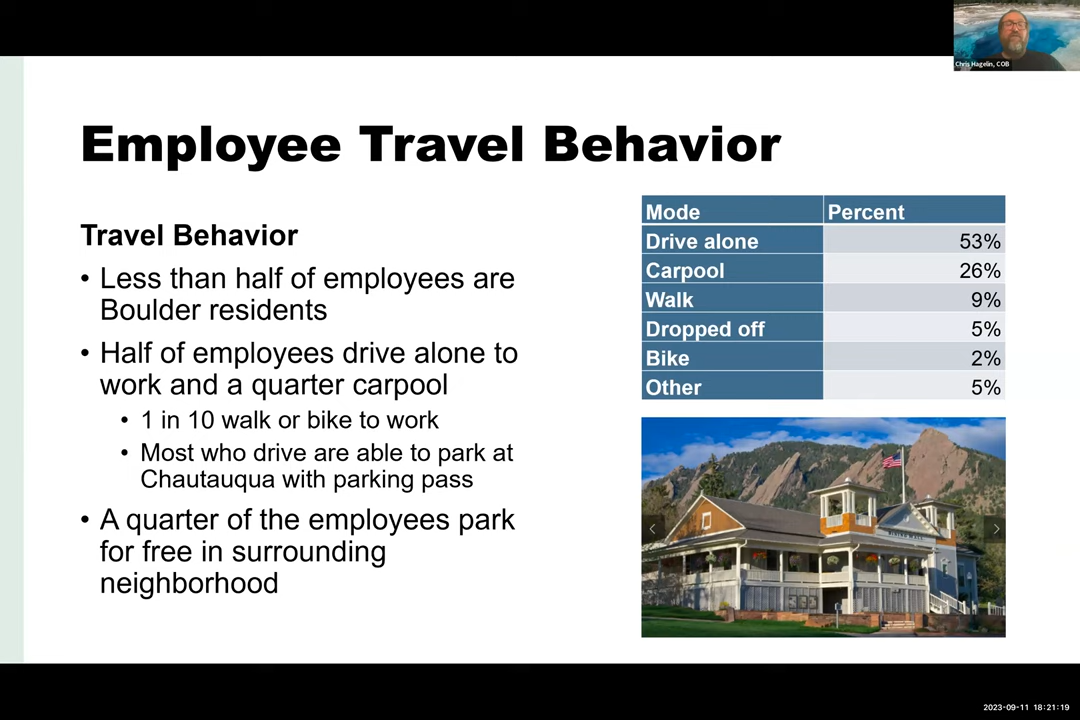 Chris Hagelin, COB
Employee Travel Behavior
Travel Behavior
• Less than half of employees are
Boulder residents
• Half of employees drive alone to
work and a quarter carpool
• 1 in 10 walk or bike to work
• Most who drive are able to park at
Chautauqua with parking pass
• A quarter of the employees park
for free in surrounding
neighborhood
Mode Percent
Drive alone 53%
Carpool 26%
Walk 9%
Dropped off 5%
Bike 2%
Other 5%
2023-09-11 18:21:19